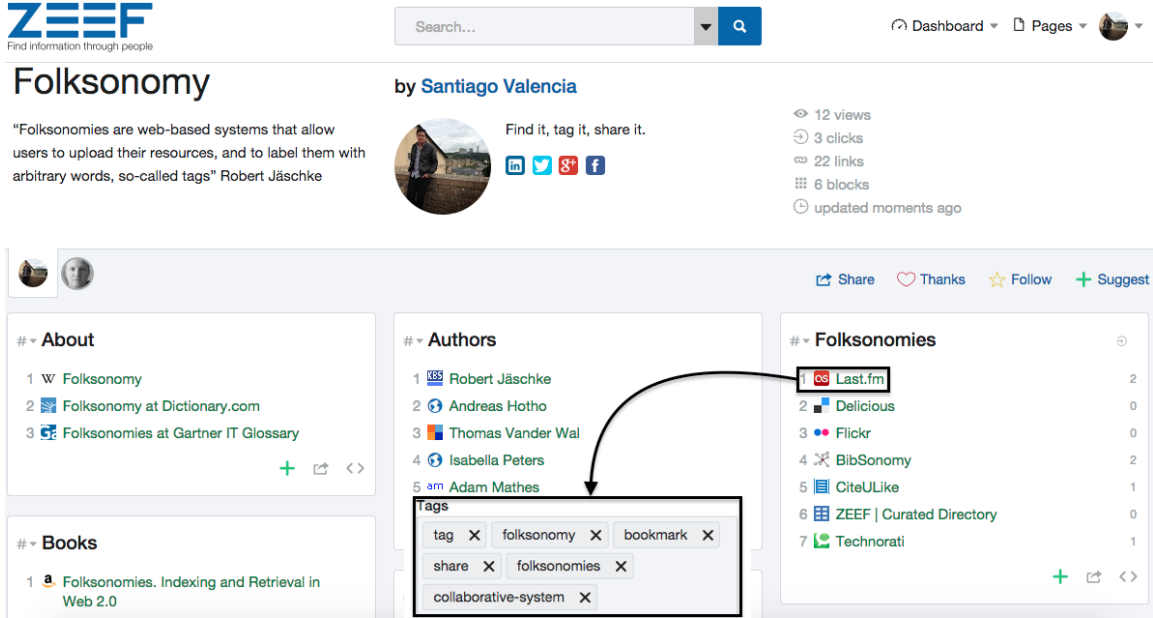 ZEEF
Find information through people
Search...
Dashboard
Pages
Folksonomy
“Folksonomies are web-based systems that allow
users to upload their resources, and to label them with
arbitrary words, so-called tags” Robert Jäschke
by Santiago Valencia
Find it, tag it, share it.
in
g+
f
12 views
3 clicks
22 links
6 blocks
updated moments ago
Share
Thanks
Follow
+ Suggest
# About
1 W Folksonomy
2 Folksonomy at Dictionary.com
3 G Folksonomies at Gartner IT Glossary
# Books
1 a Folksonomies. Indexing and Retrieval in
Web 2.0
# Authors
1 KBS Robert Jäschke
2 Andreas Hotho
3 Thomas Vander Wal
4 Isabella Peters
5 am Adam Mathes
Tags
tag X folksonomy X bookmark X
share X folksonomies X
collaborative-system X
# Folksonomies
1 os Last.fm 2
2 Delicious 0
3 Flickr 0
4 BibSonomy 2
5 CiteULike 1
6 ZEEF | Curated Directory 0
7 Technorati 1